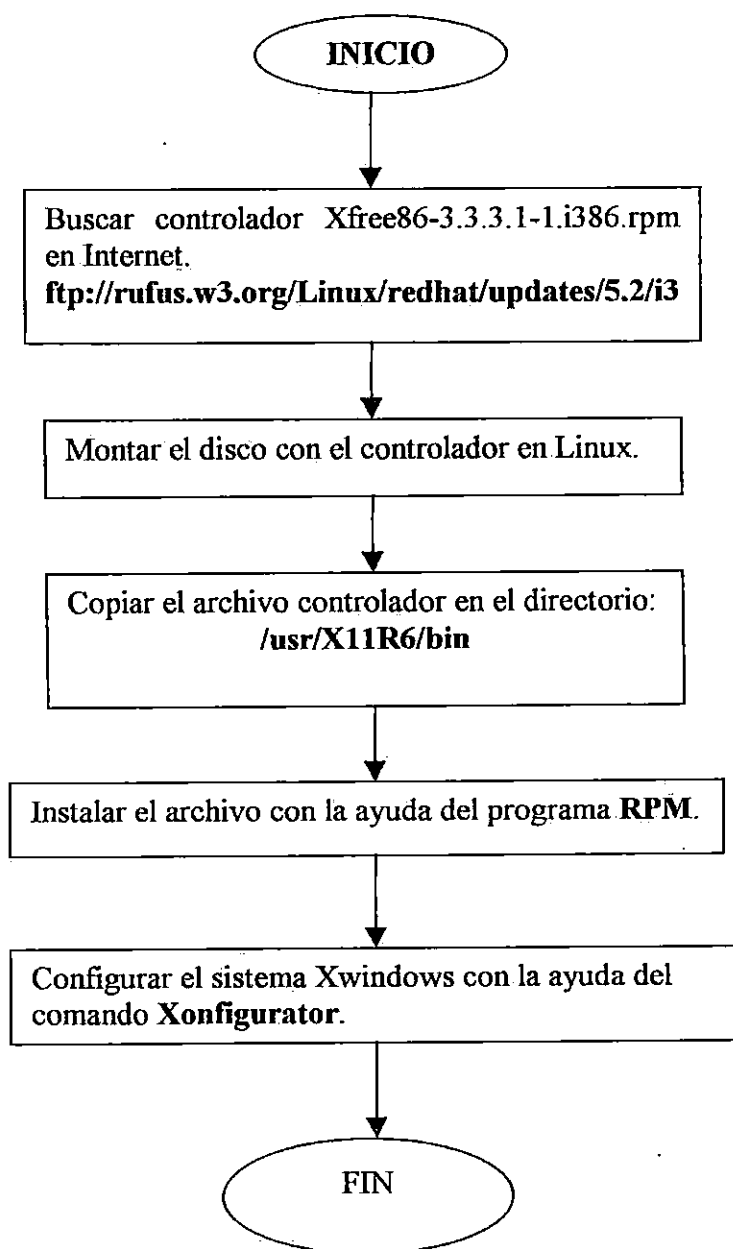 INICIO
Buscar controlador Xfree86-3.3.3.1-1.i386.rpm
en Internet.
ftp://rufus.w3.org/Linux/redhat/updates/5.2/i3
Montar el disco con el controlador en Linux.
Copiar el archivo controlador en el directorio:
/usr/X11R6/bin
Instalar el archivo con la ayuda del programa RPM.
Configurar el sistema Xwindows con la ayuda del
comando Xonfigurator.
FIN